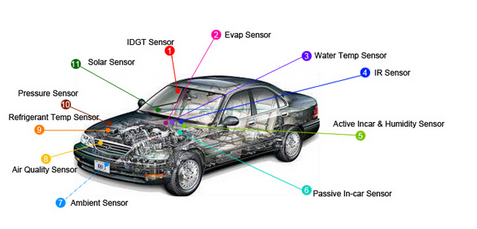 2 Evap Sensor
IDGT Sensor
1
3 Water Temp Sensor
Solar Sensor
11
4 IR Sensor
Pressure Sensor
10
Refrigerant Temp Sensor
9
Active Incar & Humidity Sensor
5
8
Air Quality Sensor
6 Passive In-car Sensor
7 Ambient Sensor